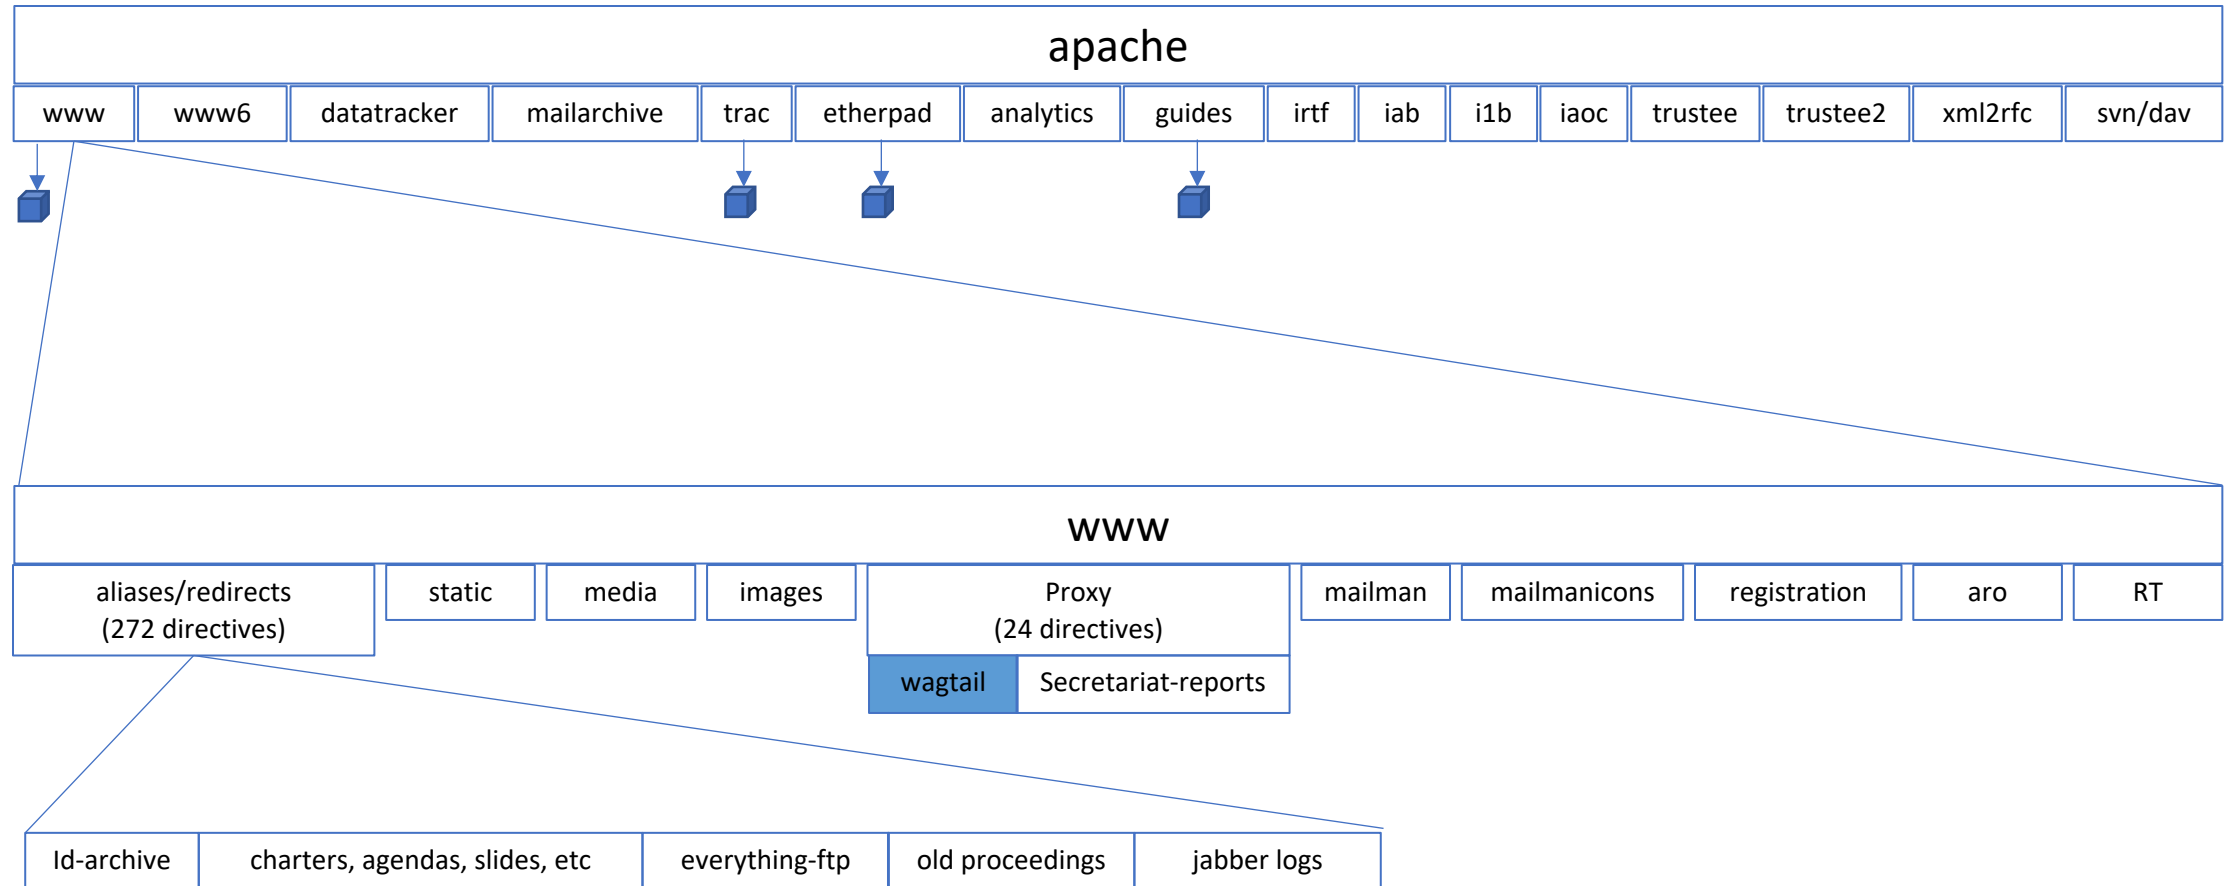 apache
www www6 datatracker mailarchive trac etherpad analytics guides irtf iab i1b iaoc trustee trustee2 xml2rfc svn/dav
www
aliases/redirects static media images Proxy mailman mailmanicons registration aro RT
(272 directives) (24 directives)
wagtail Secretariat-reports
Id-archive charters, agendas, slides, etc everything-ftp old proceedings jabber logs